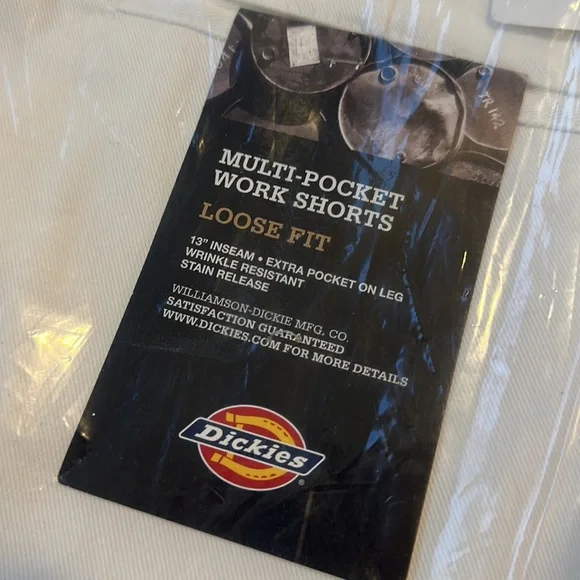 MULTI-POCKET
WORK SHORTS
LOOSE FIT
13" INSEAM • EXTRA POCKET ON LEG
WRINKLE RESISTANT
STAIN RELEASE
WILLIAMSON-DICKIE MFG. CO.
SATISFACTION GUARANTEED
WWW.DICKIES.COM FOR MORE DETAILS
Dickies®